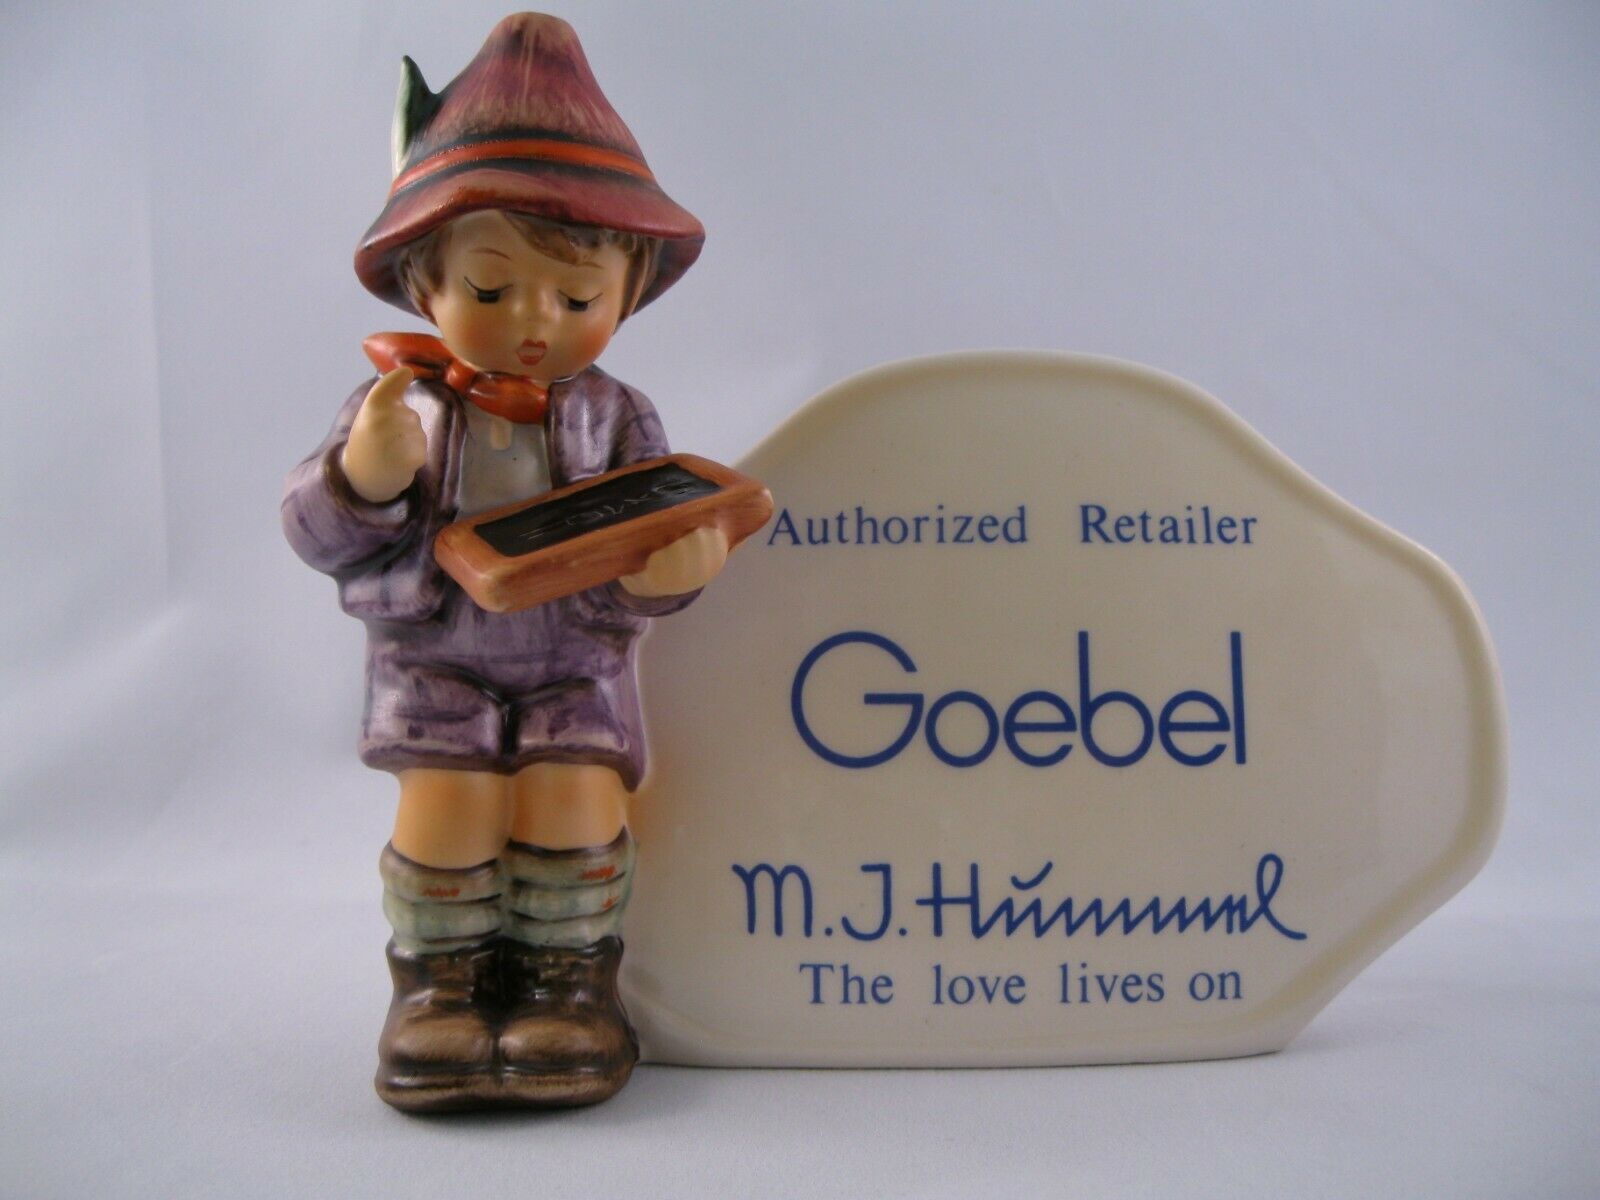 Authorized Retailer
Goebel
M.J. Hummel
The love lives on